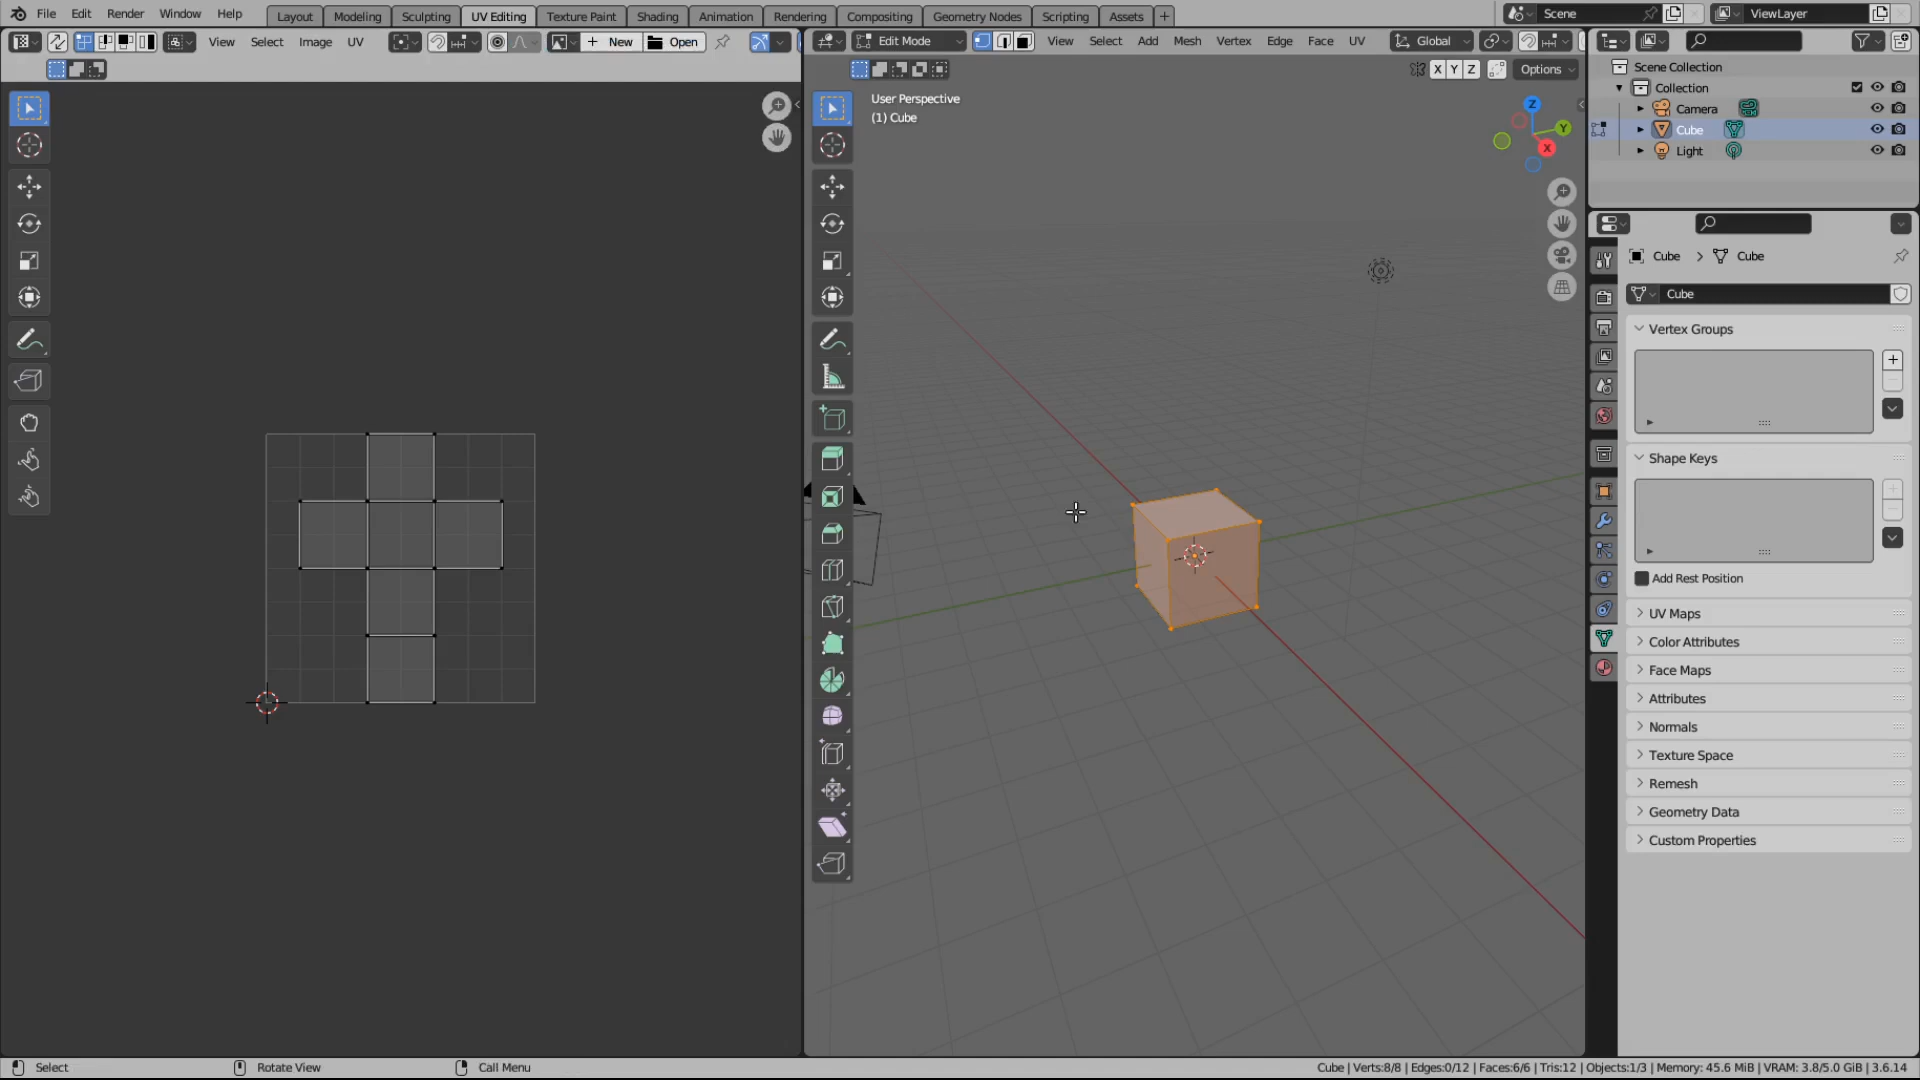 File Edit Render Window Help Layout Modeling Sculpting UV Editing Texture Paint Shading Animation Rendering Compositing Geometry Nodes Scripting Assets + Scene ViewLayer
View Select Image UV + New Open Edit Mode View Select Add Mesh Vertex Edge Face UV Global
X Y Z Options
User Perspective
(1) Cube
Z
Y
X
Scene Collection
Collection
Camera
Cube
Light
Cube > Cube
Cube
Vertex Groups
Shape Keys
Add Rest Position
UV Maps
Color Attributes
Face Maps
Attributes
Normals
Texture Space
Remesh
Geometry Data
Custom Properties
Select Rotate View Call Menu Cube | Verts:8/8 | Edges:0/12 | Faces:6/6 | Tris:12 | Objects:1/3 | Memory: 45.6 MiB | VRAM: 3.8/5.0 GiB | 3.6.14